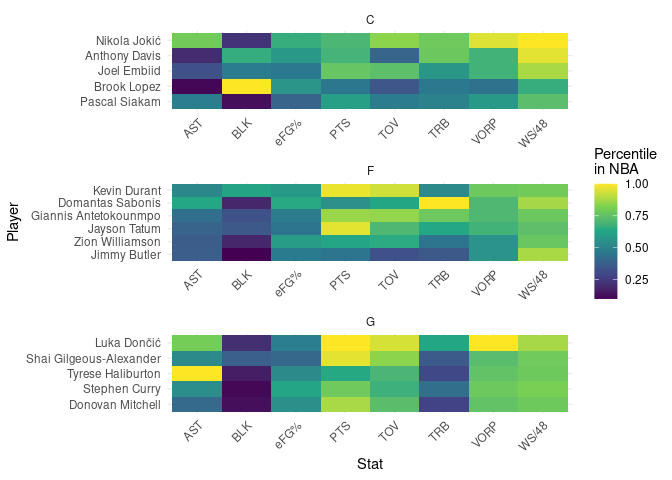 C
Nikola Jokić
Anthony Davis
Joel Embiid
Brook Lopez
Pascal Siakam
AST
BLK
eFG%
PTS
TOV
TRB
VORP
WS/48
F
Kevin Durant
Domantas Sabonis
Giannis Antetokounmpo
Jayson Tatum
Zion Williamson
Jimmy Butler
AST
BLK
eFG%
PTS
TOV
TRB
VORP
WS/48
G
Luka Dončić
Shai Gilgeous-Alexander
Tyrese Haliburton
Stephen Curry
Donovan Mitchell
AST
BLK
eFG%
PTS
TOV
TRB
VORP
WS/48
Player
Stat
Percentile
in NBA
1.00
0.75
0.50
0.25